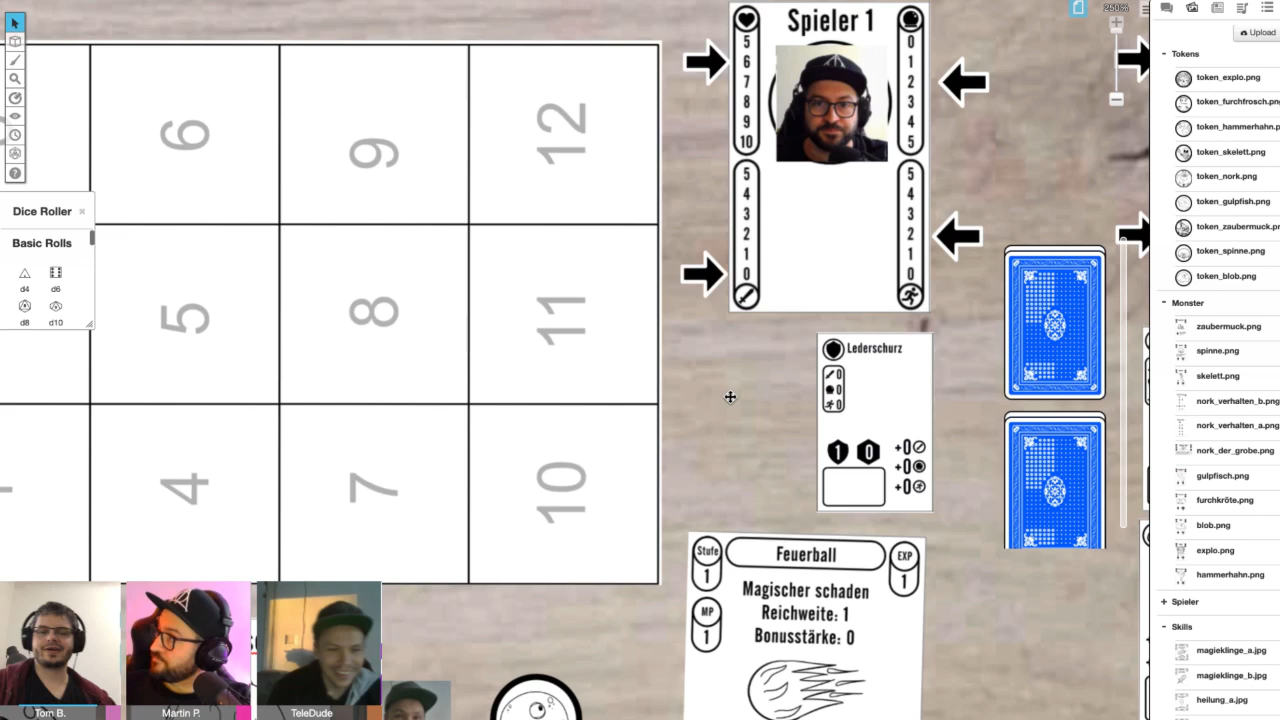 Spieler 1
5
6
7
8
9
10
5
4
3
2
1
0
0
1
2
3
4
5
5
4
3
2
1
0
6
9
12
5
8
11
4
7
10
Dice Roller
Basic Rolls
d4 d6
d8 d10
Lederschurz
0
0
0
1 0
+0
+0
+0
Stufe
1
Feuerball
EXP
1
MP
1
Magischer schaden
Reichweite: 1
Bonusstärke: 0
250%
Upload
Tokens
token_explo.png
token_furchfrosch.png
token_hammerhahn.p
token_skelett.png
token_nork.png
token_gulpfish.png
token_zaubermuck.pr
token_spinne.png
token_blob.png
Monster
zaubermuck.png
spinne.png
skelett.png
nork_verhalten_b.png
nork_verhalten_a.png
nork_der_grobe.png
gulpfisch.png
furchkröte.png
blob.png
explo.png
hammerhahn.png
Spieler
Skills
magieklinge_a.jpg
magieklinge_b.jpg
heilung_a.jpg
Tom B.
Martin P.
TeleDude